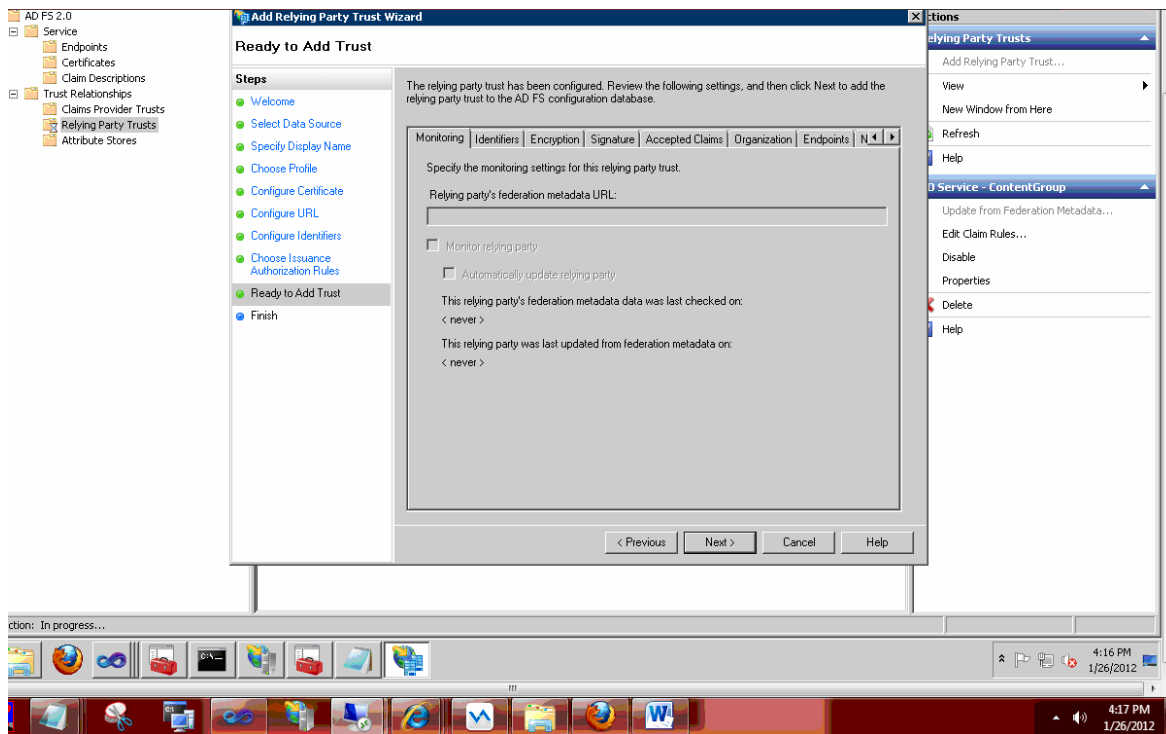 AD FS 2.0
Service
Endpoints
Certificates
Claim Descriptions
Trust Relationships
Claims Provider Trusts
Relying Party Trusts
Attribute Stores
Add Relying Party Trust Wizard
Ready to Add Trust
Steps
Welcome
Select Data Source
Specify Display Name
Choose Profile
Configure Certificate
Configure URL
Configure Identifiers
Choose Issuance
Authorization Rules
Ready to Add Trust
Finish
The relying party trust has been configured. Review the following settings, and then click Next to add the
relying party trust to the AD FS configuration database.
Monitoring Identifiers Encryption Signature Accepted Claims Organization Endpoints N
Specify the monitoring settings for this relying party trust.
Relying party's federation metadata URL:
Monitor relying party
Automatically update relying party
This relying party's federation metadata data was last checked on:
< never >
This relying party was last updated from federation metadata on:
< never >
< Previous Next > Cancel Help
ctions
elying Party Trusts
Add Relying Party Trust...
View
New Window from Here
Refresh
Help
D Service - ContentGroup
Update from Federation Metadata...
Edit Claim Rules...
Disable
Properties
Delete
Help
ction: In progress...
4:16 PM
1/26/2012
4:17 PM
1/26/2012